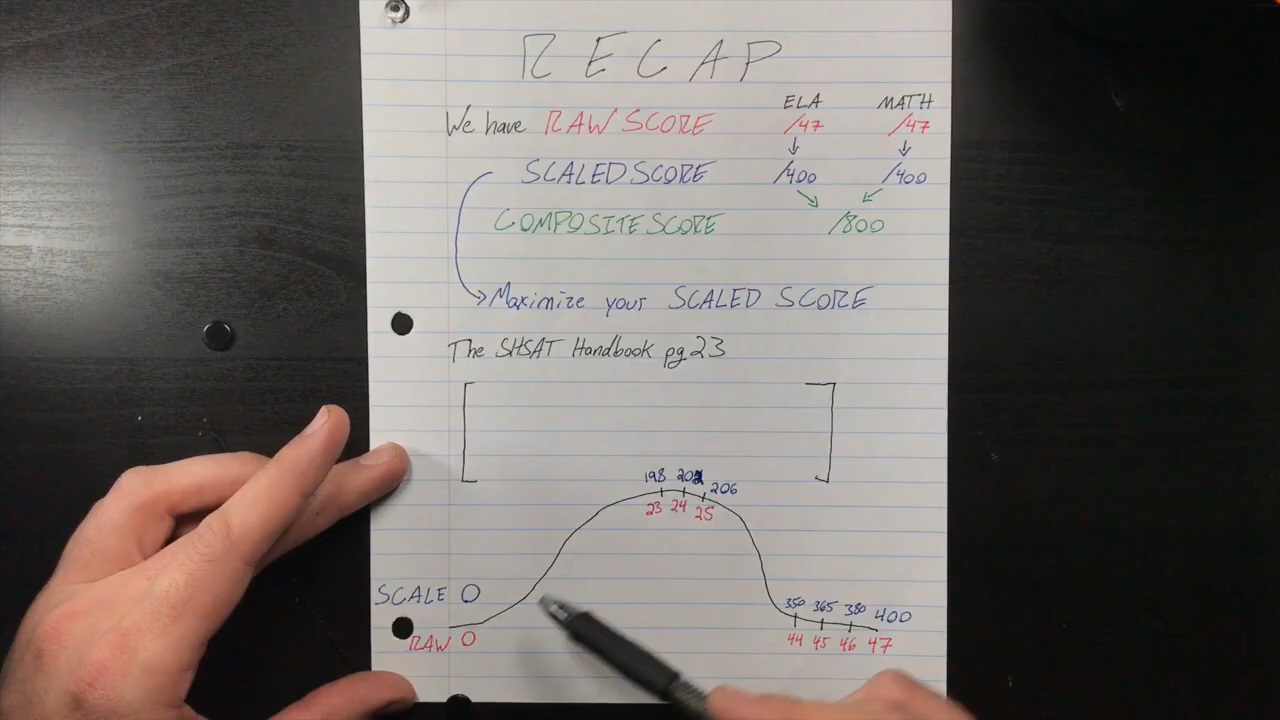 RECAP
ELA MATH
We have RAW SCORE /47 /47
SCALED SCORE /400 /400
COMPOSITE SCORE /800
Maximize your SCALED SCORE
The SHSAT Handbook pg 23
198 202 206
23 24 25
SCALE 0 350 365 380 400
RAW 0 44 45 46 47